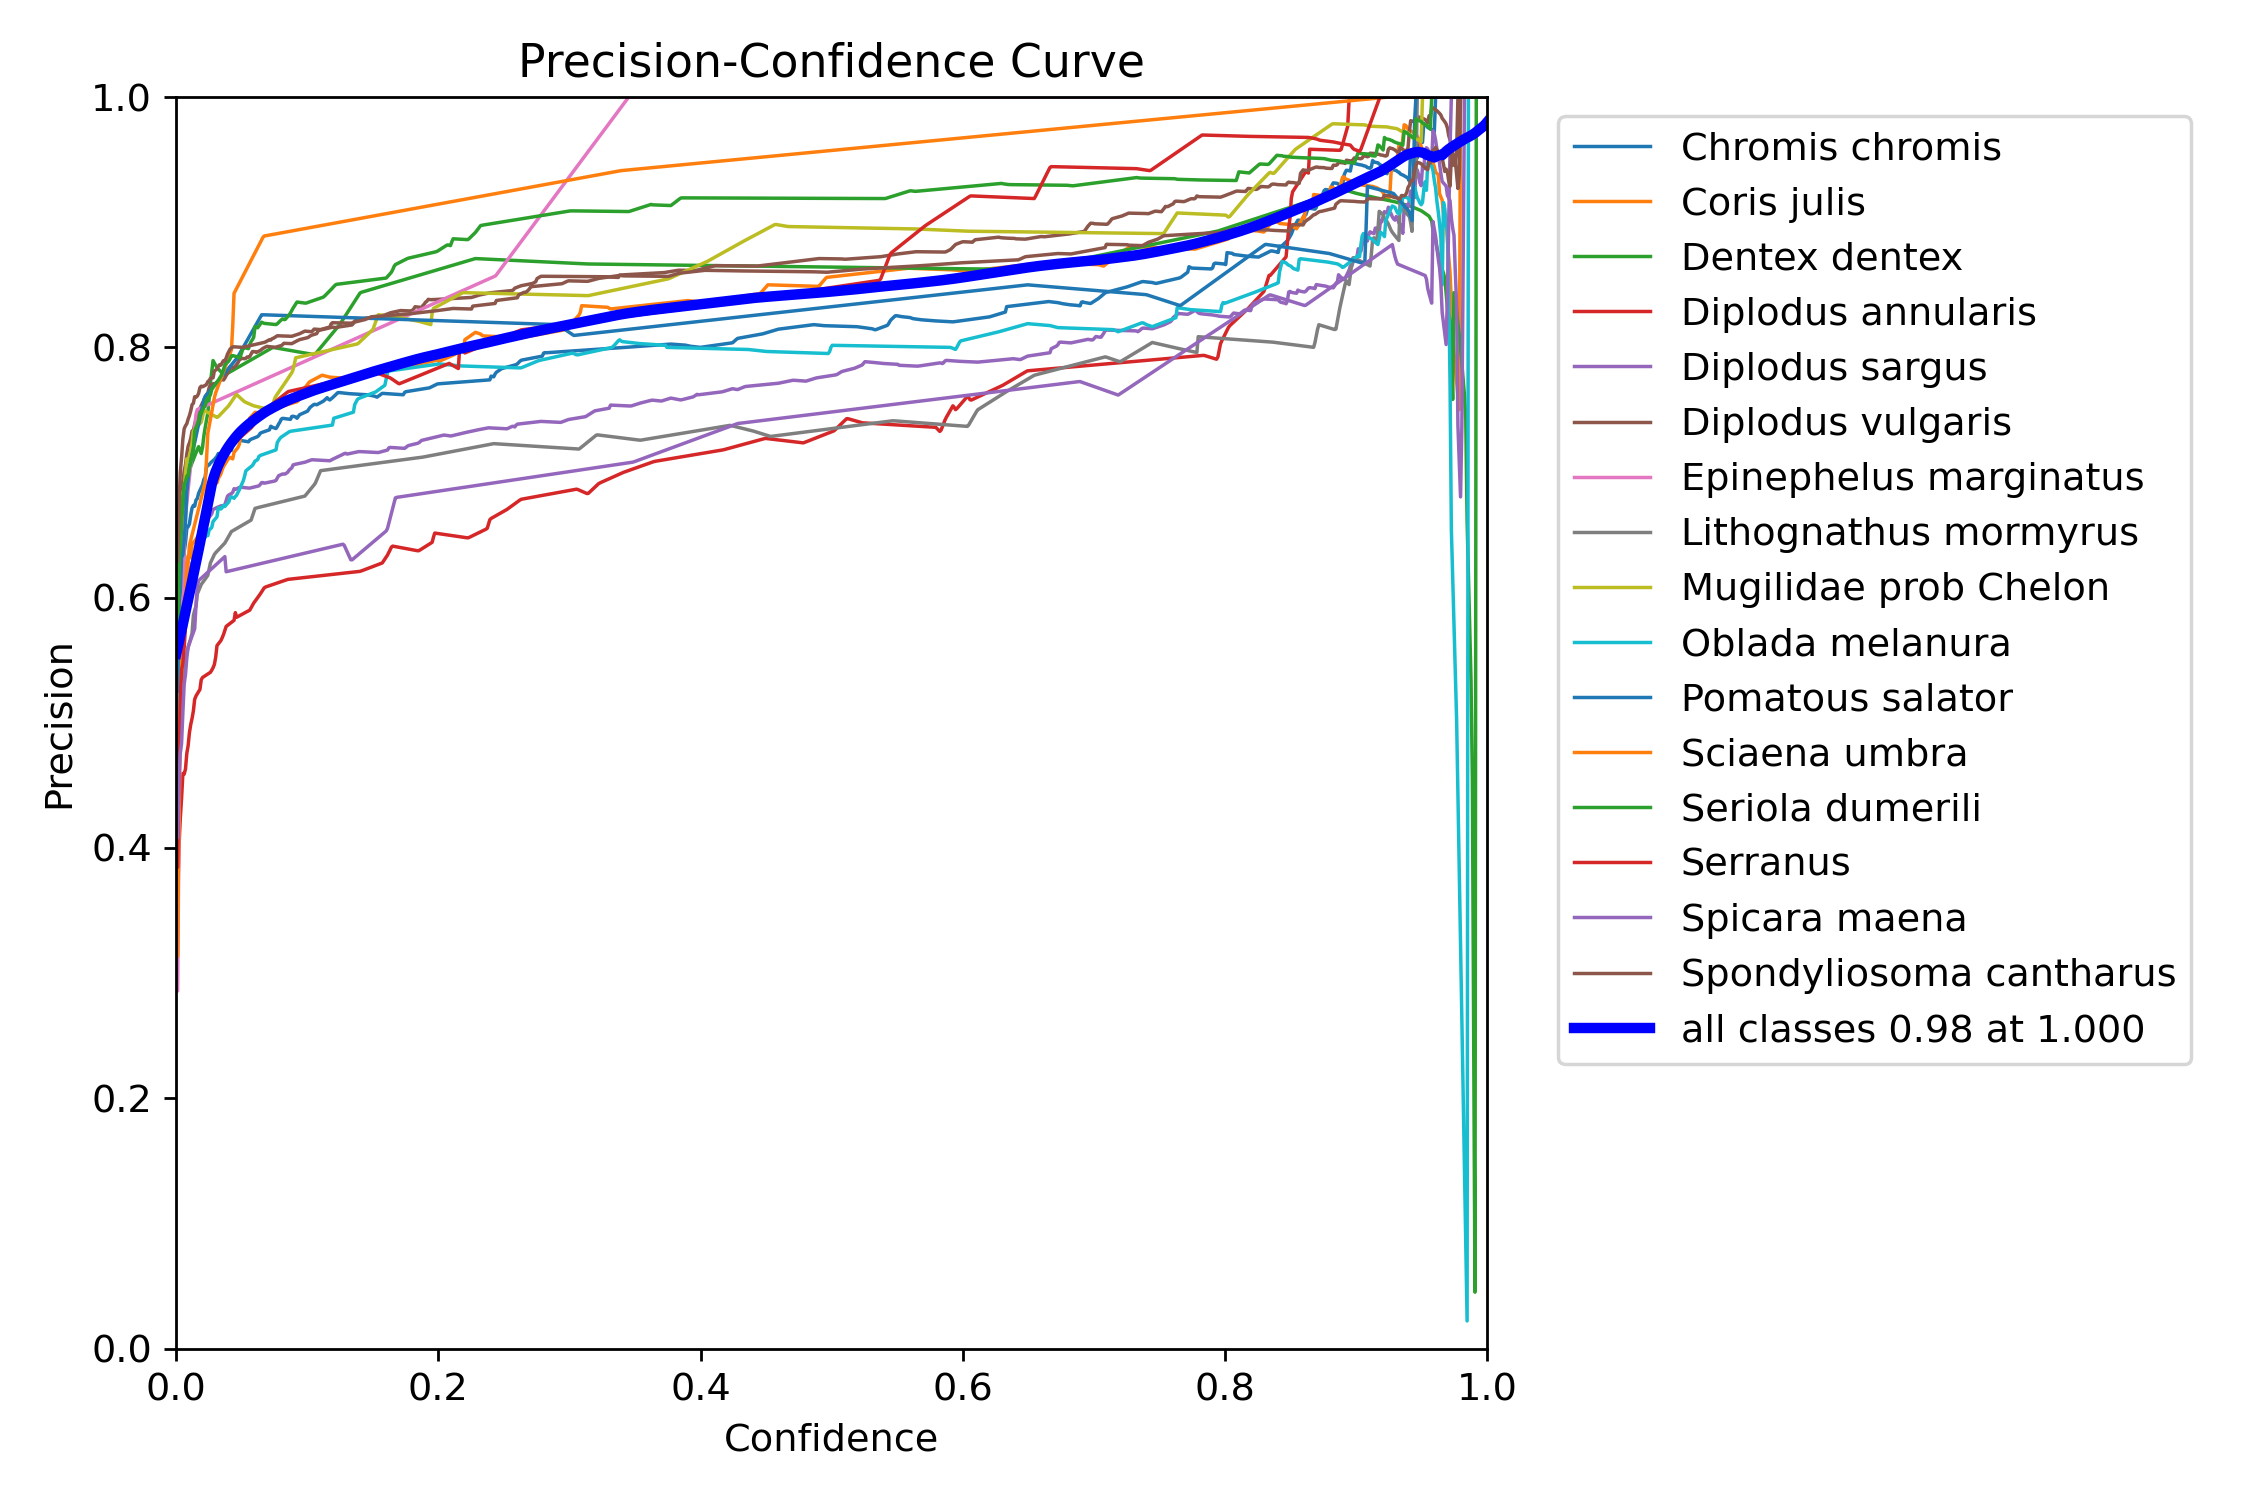 Precision-Confidence Curve
1.0
0.8
0.6
0.4
0.2
0.0
Precision
0.0 0.2 0.4 0.6 0.8 1.0
Confidence
Chromis chromis
Coris julis
Dentex dentex
Diplodus annularis
Diplodus sargus
Diplodus vulgaris
Epinephelus marginatus
Lithognathus mormyrus
Mugilidae prob Chelon
Oblada melanura
Pomatous salator
Sciaena umbra
Seriola dumerili
Serranus
Spicara maena
Spondyliosoma cantharus
all classes 0.98 at 1.000